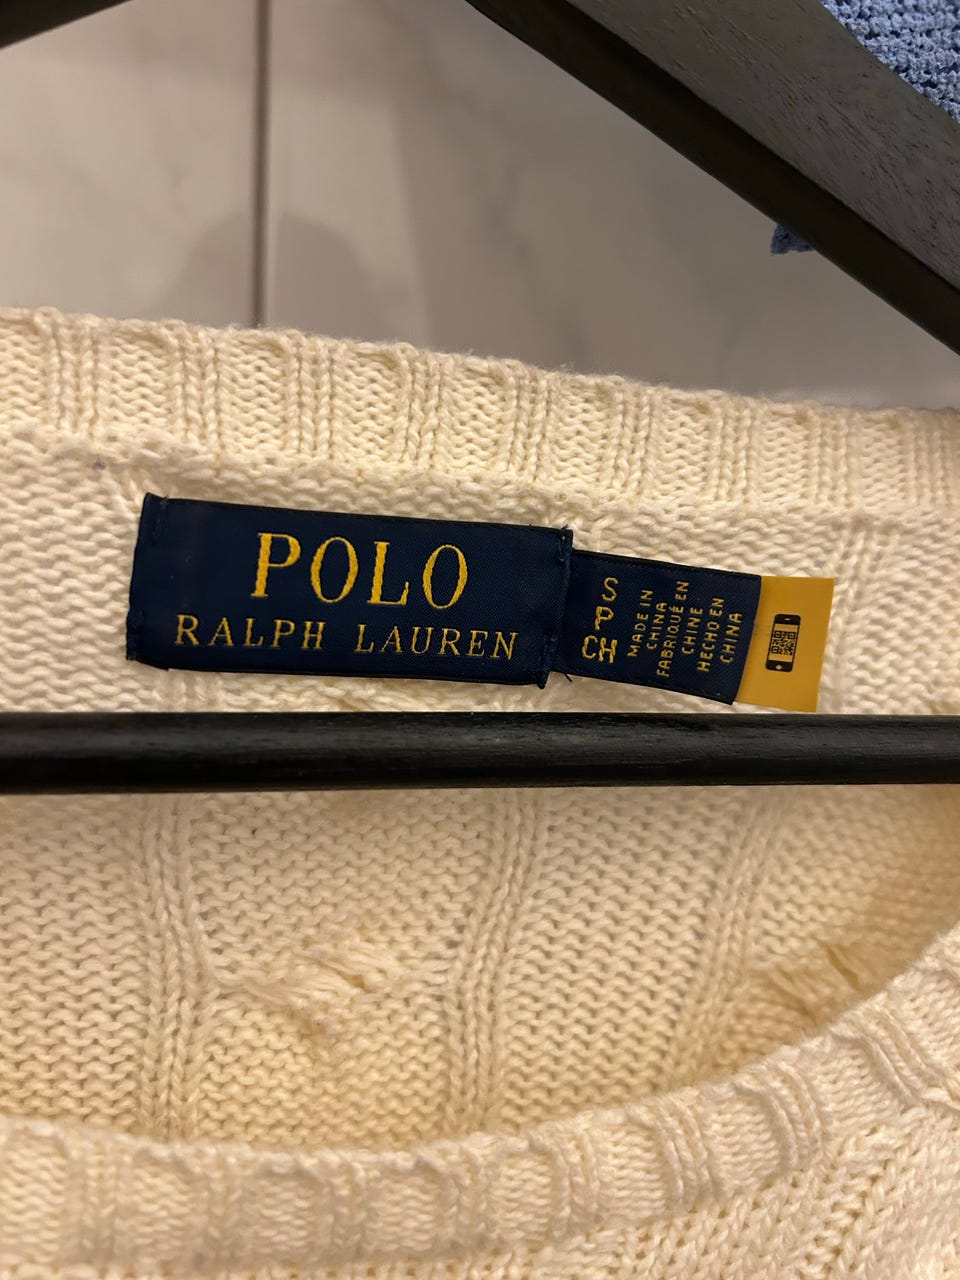 POLO
RALPH LAUREN
S
P
CH
MADE IN
CHINA
FABRIQUÉ EN
CHINE
HECHO EN
CHINA